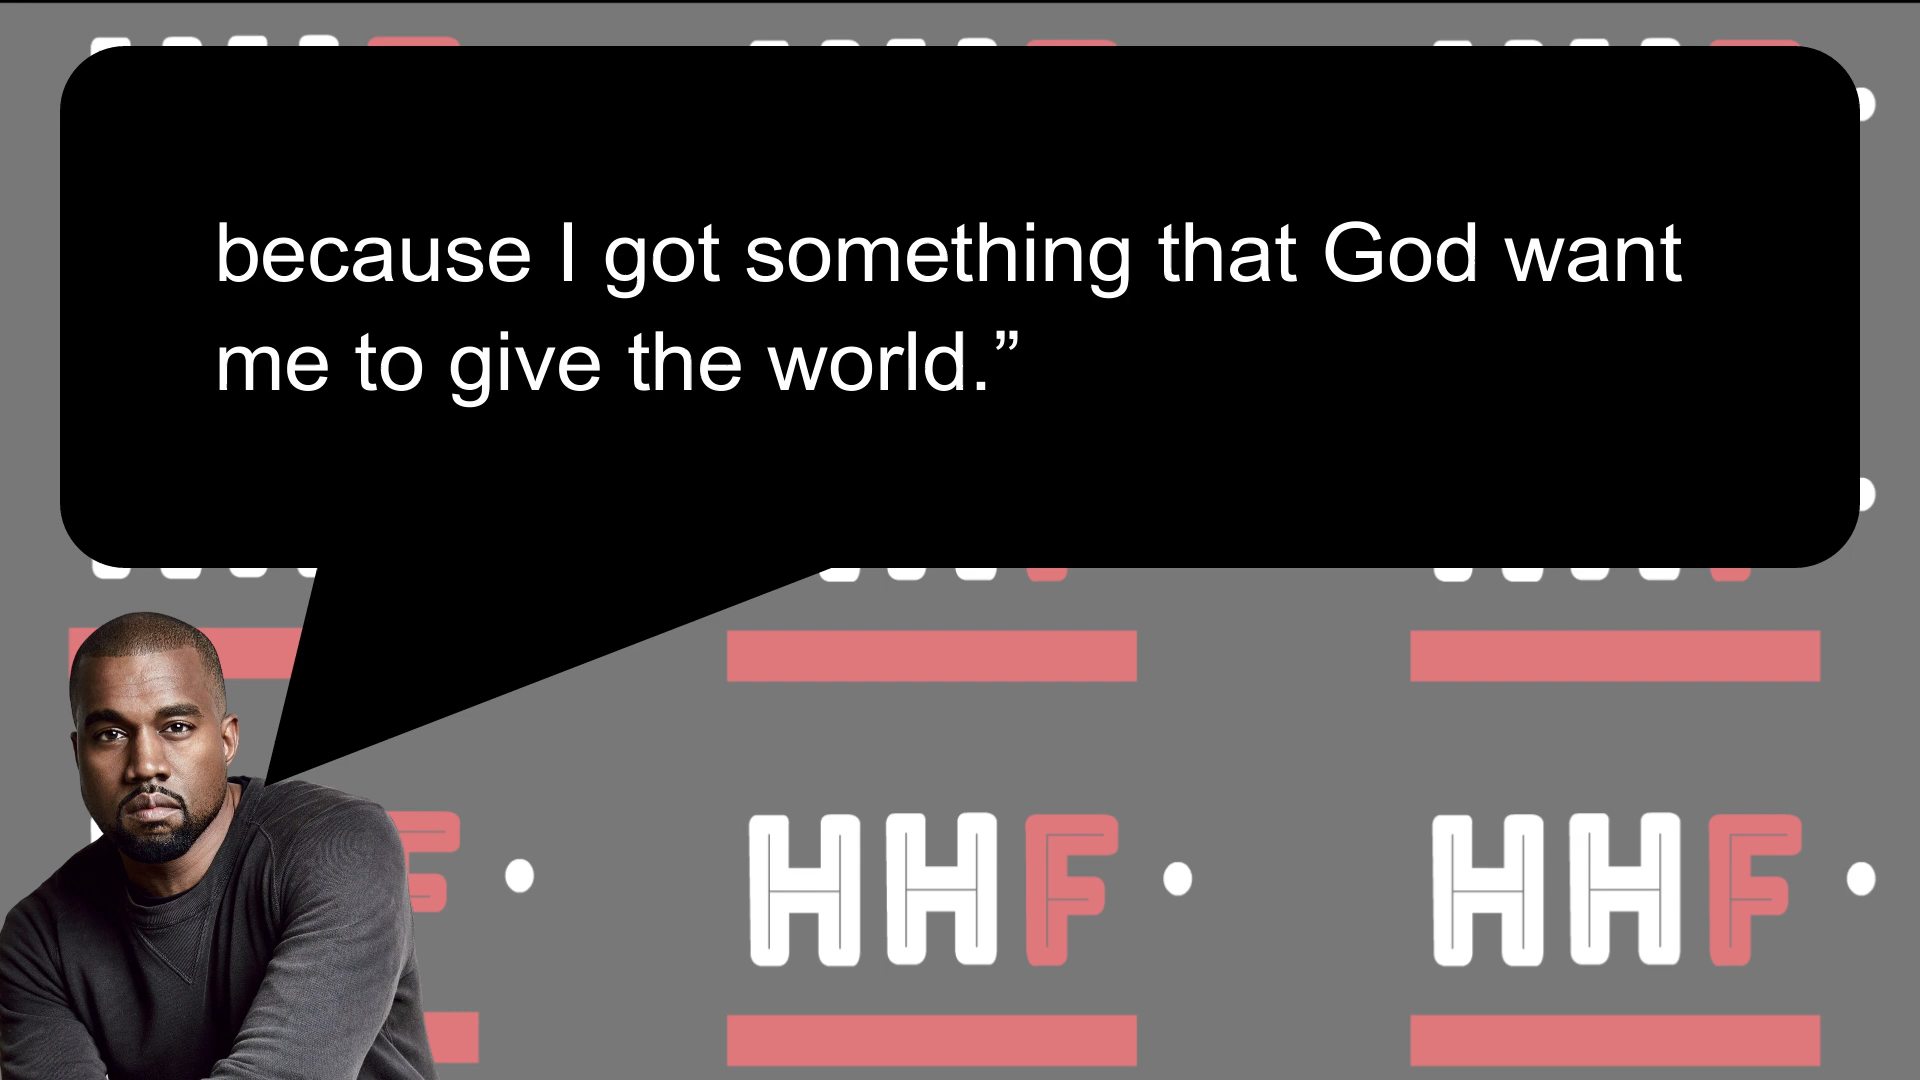 because I got something that God want
me to give the world.”
F
HHF
HHF